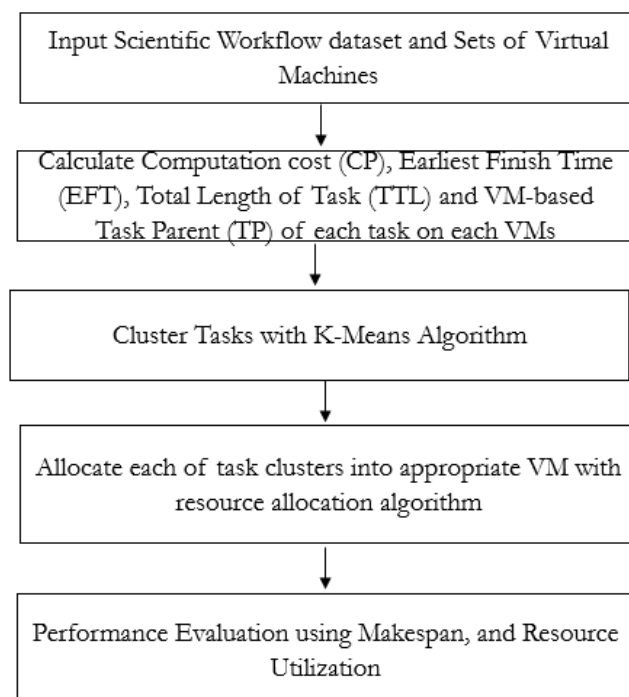 Input Scientific Workflow dataset and Sets of Virtual
Machines
Calculate Computation cost (CP), Earliest Finish Time
(EFT), Total Length of Task (TTL) and VM-based
Task Parent (TP) of each task on each VMs
Cluster Tasks with K-Means Algorithm
Allocate each of task clusters into appropriate VM with
resource allocation algorithm
Performance Evaluation using Makespan, and Resource
Utilization